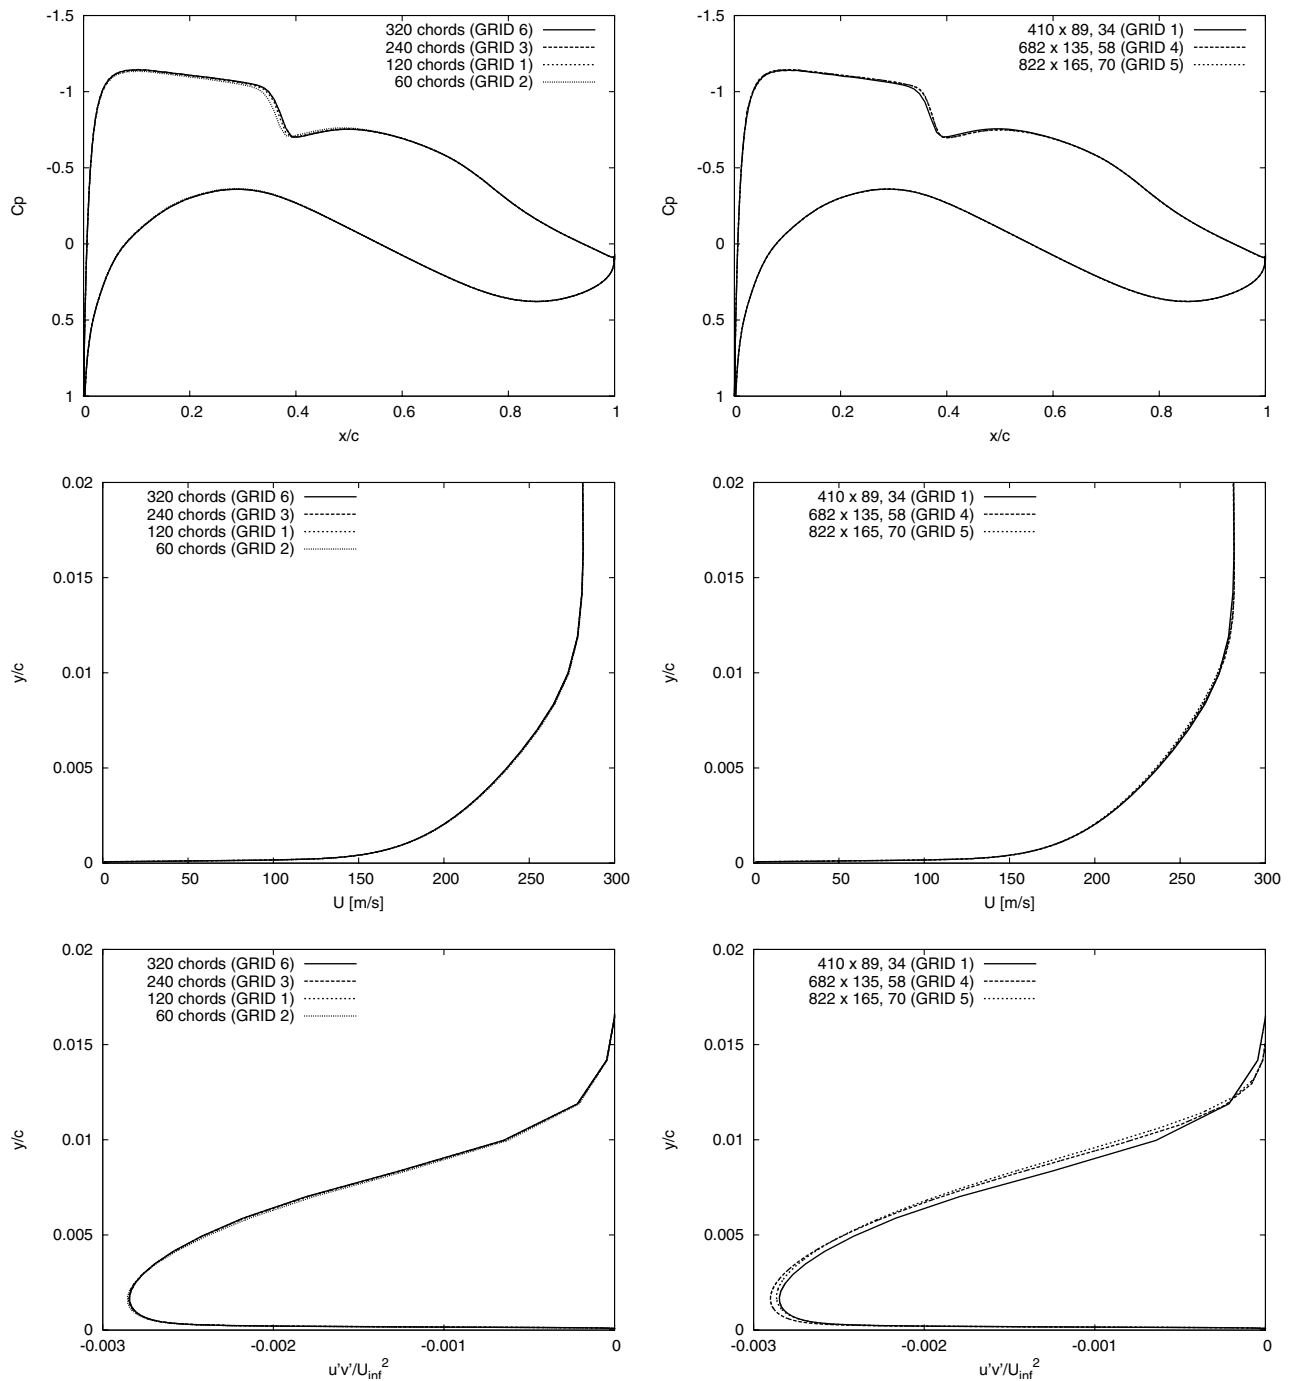 -1.5
-1
-0.5
0
0.5
1
Cp
0
0.2
0.4
0.6
0.8
1
x/c
320 chords (GRID 6)
240 chords (GRID 3)
120 chords (GRID 1)
60 chords (GRID 2)
-1.5
-1
-0.5
0
0.5
1
Cp
0
0.2
0.4
0.6
0.8
1
x/c
410 x 89, 34 (GRID 1)
682 x 135, 58 (GRID 4)
822 x 165, 70 (GRID 5)
0.02
0.015
0.01
0.005
0
y/c
0
50
100
150
200
250
300
U [m/s]
320 chords (GRID 6)
240 chords (GRID 3)
120 chords (GRID 1)
60 chords (GRID 2)
0.02
0.015
0.01
0.005
0
y/c
0
50
100
150
200
250
300
U [m/s]
410 x 89, 34 (GRID 1)
682 x 135, 58 (GRID 4)
822 x 165, 70 (GRID 5)
0.02
0.015
0.01
0.005
0
y/c
-0.003
-0.002
-0.001
0
u'v'/U_inf^2
320 chords (GRID 6)
240 chords (GRID 3)
120 chords (GRID 1)
60 chords (GRID 2)
0.02
0.015
0.01
0.005
0
y/c
-0.003
-0.002
-0.001
0
u'v'/U_inf^2
410 x 89, 34 (GRID 1)
682 x 135, 58 (GRID 4)
822 x 165, 70 (GRID 5)